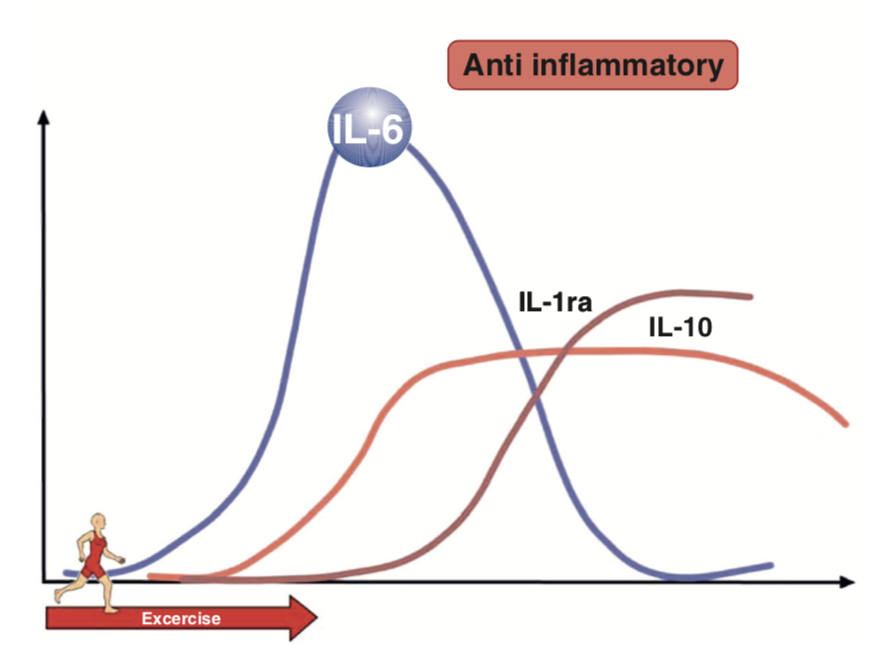 Anti inflammatory
IL-6
IL-1ra
IL-10
Excercise